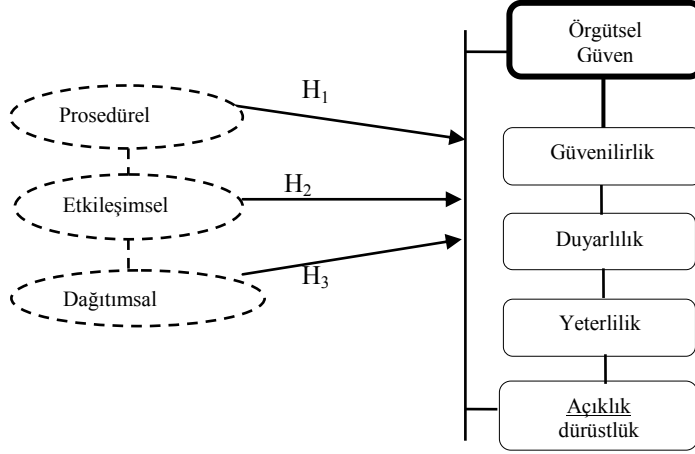 Örgütsel
Güven
H1
Prosedürel
Güvenilirlik
H2
Etkileşimsel
Duyarlılık
H3
Dağıtımsal
Yeterlilik
Açıklık
dürüstlük